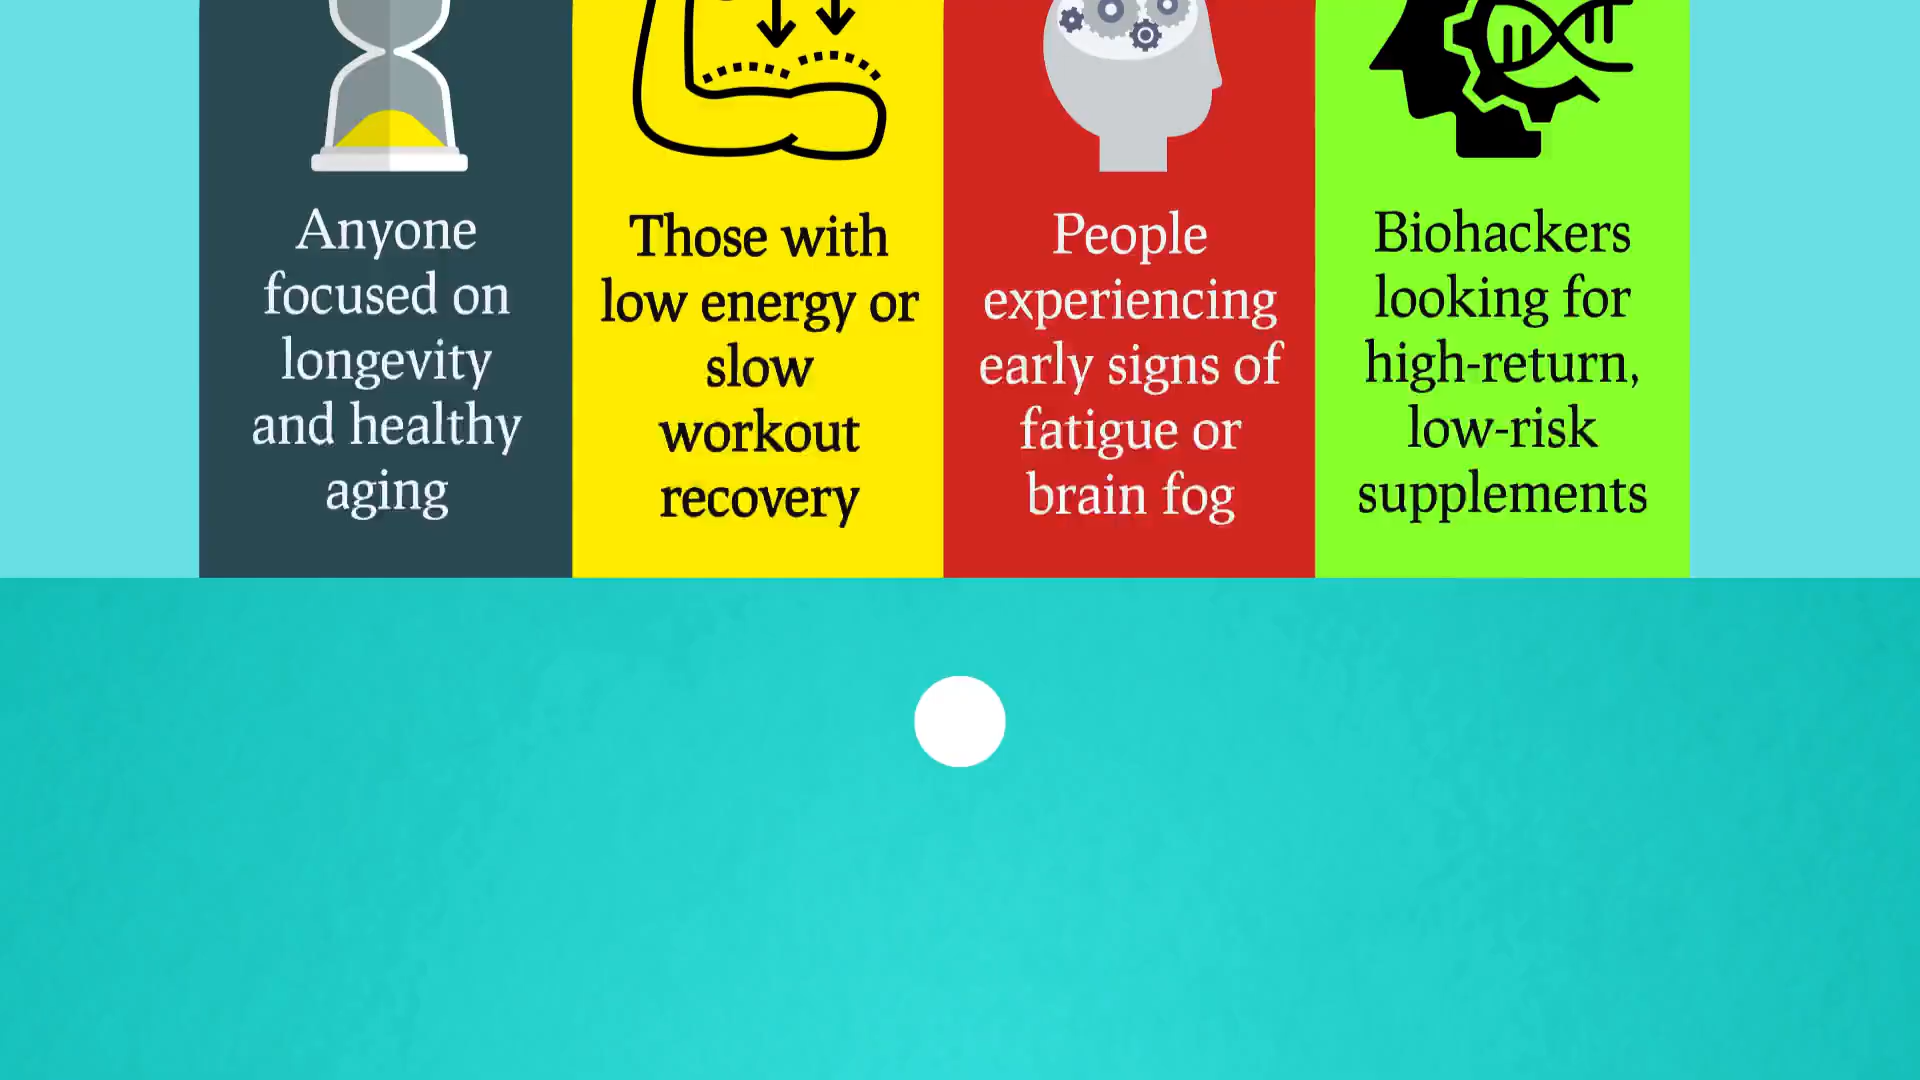 Anyone
focused on
longevity
and healthy
aging
Those with
low energy or
slow
workout
recovery
People
experiencing
early signs of
fatigue or
brain fog
Biohackers
looking for
high-return,
low-risk
supplements